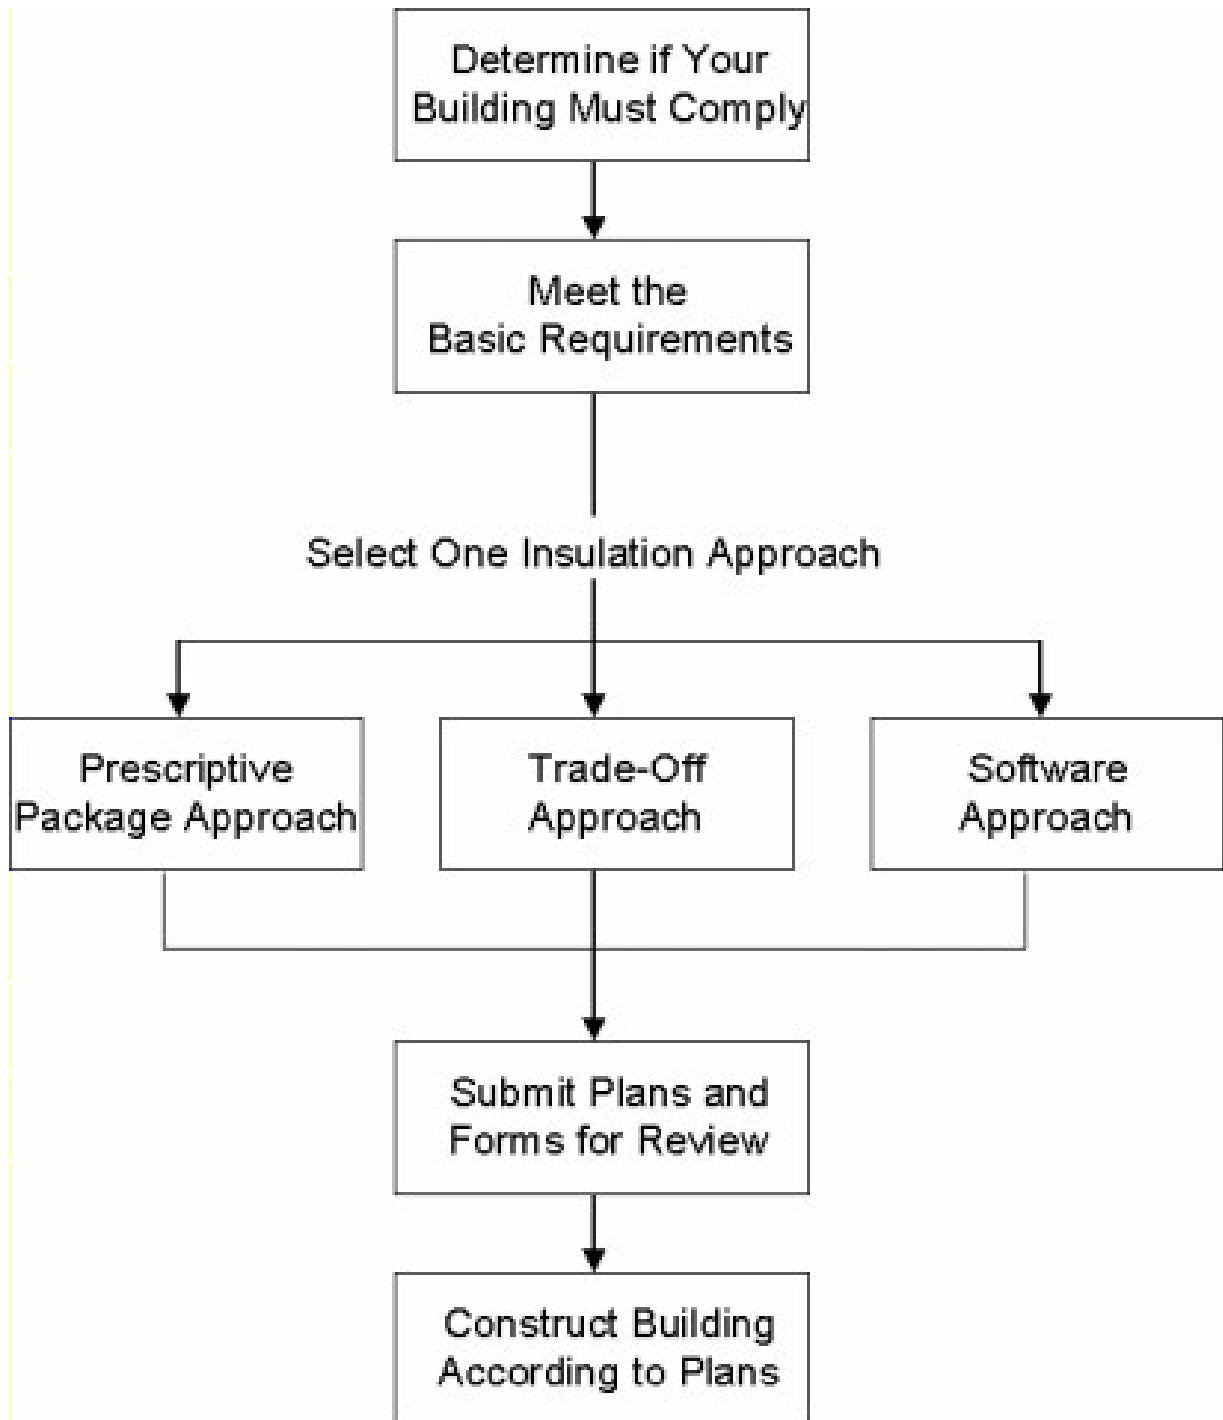 Determine if Your
Building Must Comply
Meet the
Basic Requirements
Select One Insulation Approach
Prescriptive
Package Approach
Trade-Off
Approach
Software
Approach
Submit Plans and
Forms for Review
Construct Building
According to Plans